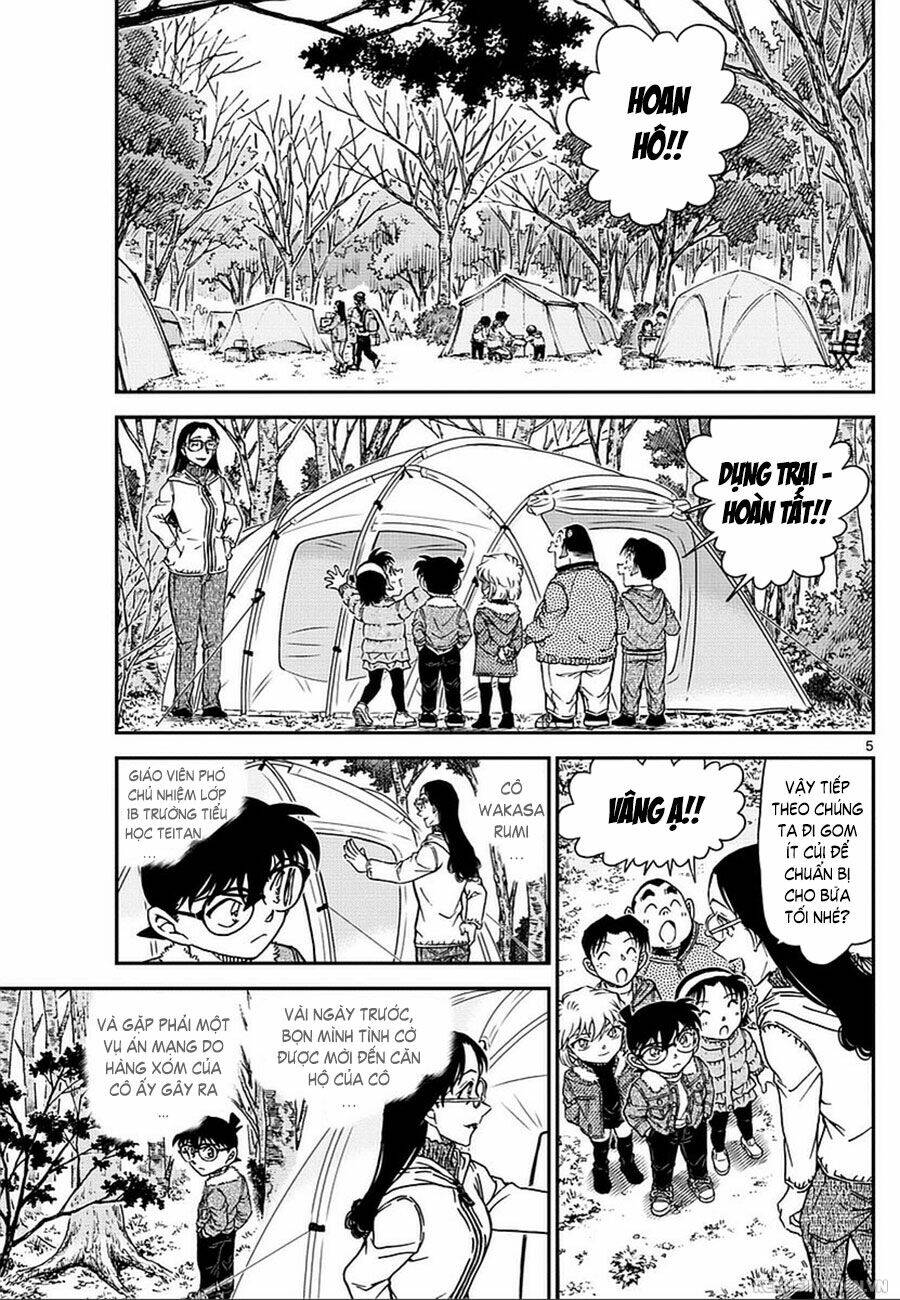 HOAN
HÔ!!
DỰNG TRẠI -
HOÀN TẤT!!
5
VẬY TIẾP
THEO CHÚNG
TA ĐI GOM
ÍT CỦI ĐỂ
CHUẨN BỊ
CHO BỮA
TỐI NHÉ?
VÂNG Ạ!!
CÔ
WAKASA
RUMI
...
GIÁO VIÊN PHÓ
CHỦ NHIỆM LỚP
1B TRƯỜNG TIỂU
HỌC TEITAN
...
VÀI NGÀY TRƯỚC,
BỌN MÌNH TÌNH CỜ
ĐƯỢC MỜI ĐẾN CĂN
HỘ CỦA CÔ
...
VÀ GẶP PHẢI MỘT
VỤ ÁN MẠNG DO
HÀNG XÓM CỦA
CÔ ẤY GÂY RA
...